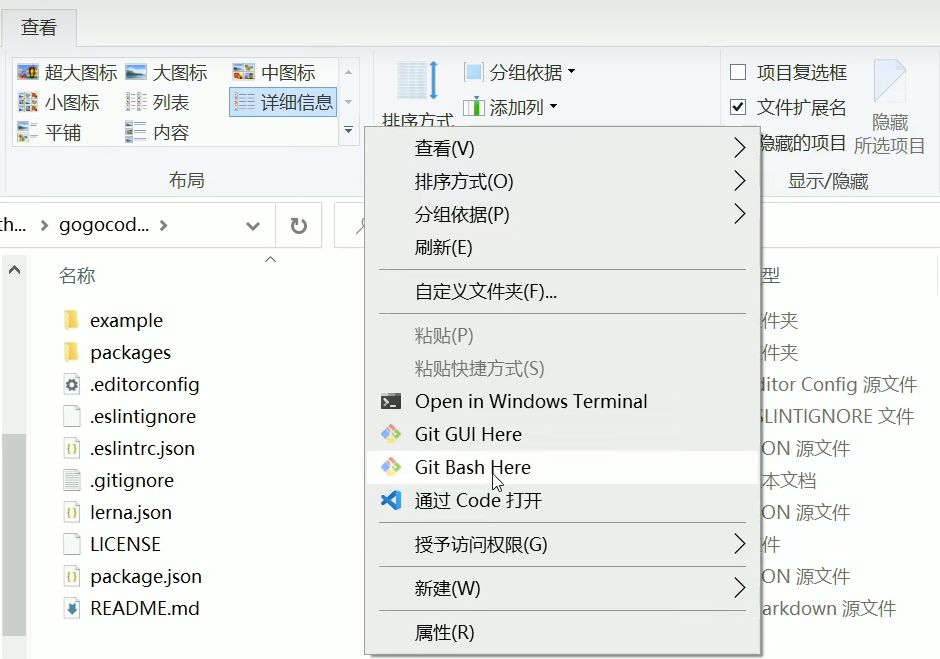 查看
超大图标 大图标 中图标
小图标 列表 详细信息
平铺 内容
布局
排序方式
分组依据
添加列
项目复选框
文件扩展名
隐藏的项目
隐藏
所选项目
显示/隐藏
th... gogocod...
名称
型
example
件夹
packages
件夹
.editorconfig
ditor Config 源文件
.eslintignore
SLINTIGNORE 文件
.eslintrc.json
ON 源文件
.gitignore
本文档
lerna.json
ON 源文件
LICENSE
件
package.json
ON 源文件
README.md
arkdown 源文件
查看(V)
排序方式(O)
分组依据(P)
刷新(E)
自定义文件夹(F)...
粘贴(P)
粘贴快捷方式(S)
Open in Windows Terminal
Git GUI Here
Git Bash Here
通过 Code 打开
授予访问权限(G)
新建(W)
属性(R)